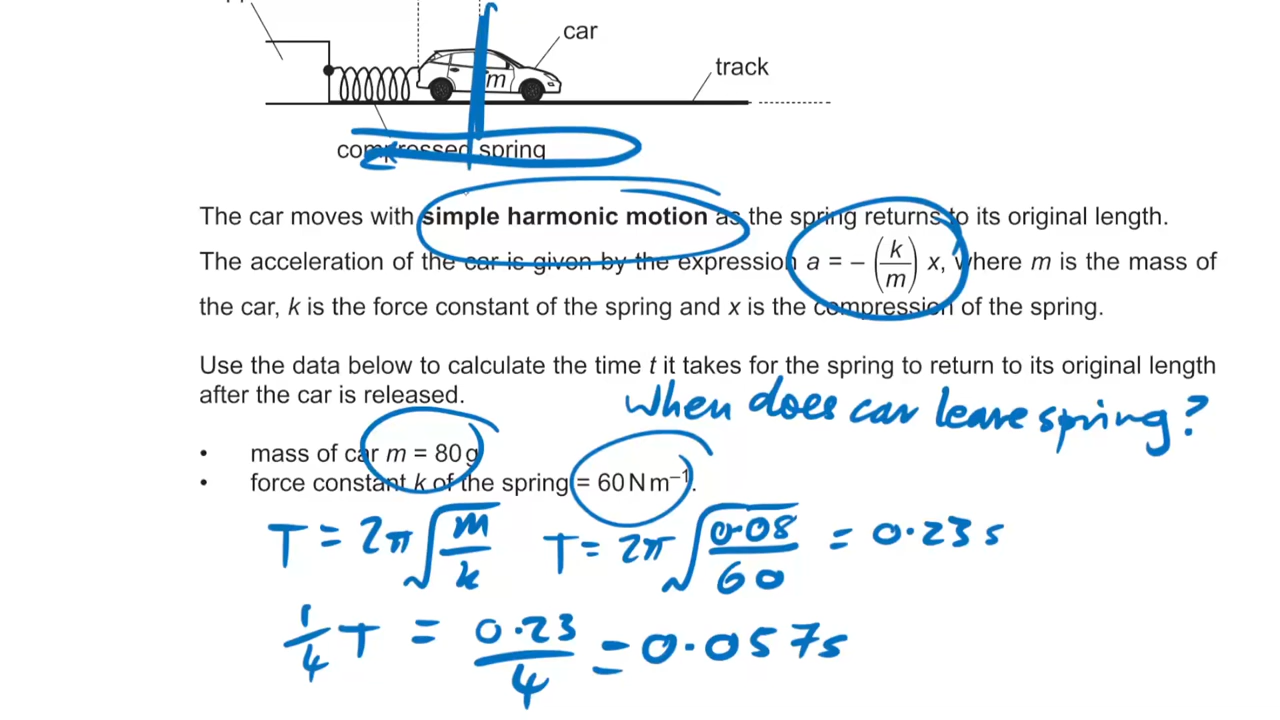 car
track
m
compressed spring
The car moves with simple harmonic motion as the spring returns to its original length.
The acceleration of the car is given by the expression a = – (k/m) x, where m is the mass of
the car, k is the force constant of the spring and x is the compression of the spring.
Use the data below to calculate the time t it takes for the spring to return to its original length
after the car is released.
When does car leave spring?
• mass of car m = 80 g
• force constant k of the spring = 60 N m⁻¹.
T = 2π√(m/k) T = 2π√(0.08/60) = 0.23 s
1/4 T = 0.23/4 = 0.057s